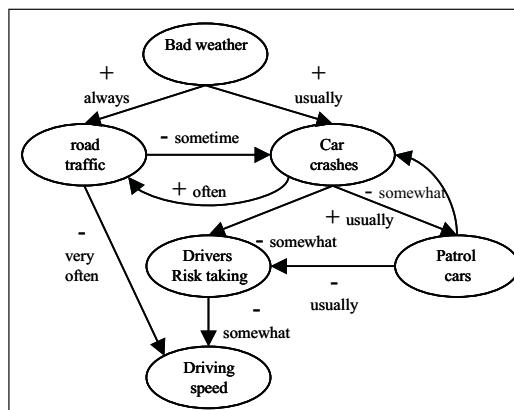 Bad weather
+
always
+
usually
road
traffic
- sometime
Car
crashes
+ often
- somewhat
+ usually
-
very
often
Drivers
Risk taking
- somewhat
-
usually
Patrol
cars
-
somewhat
Driving
speed